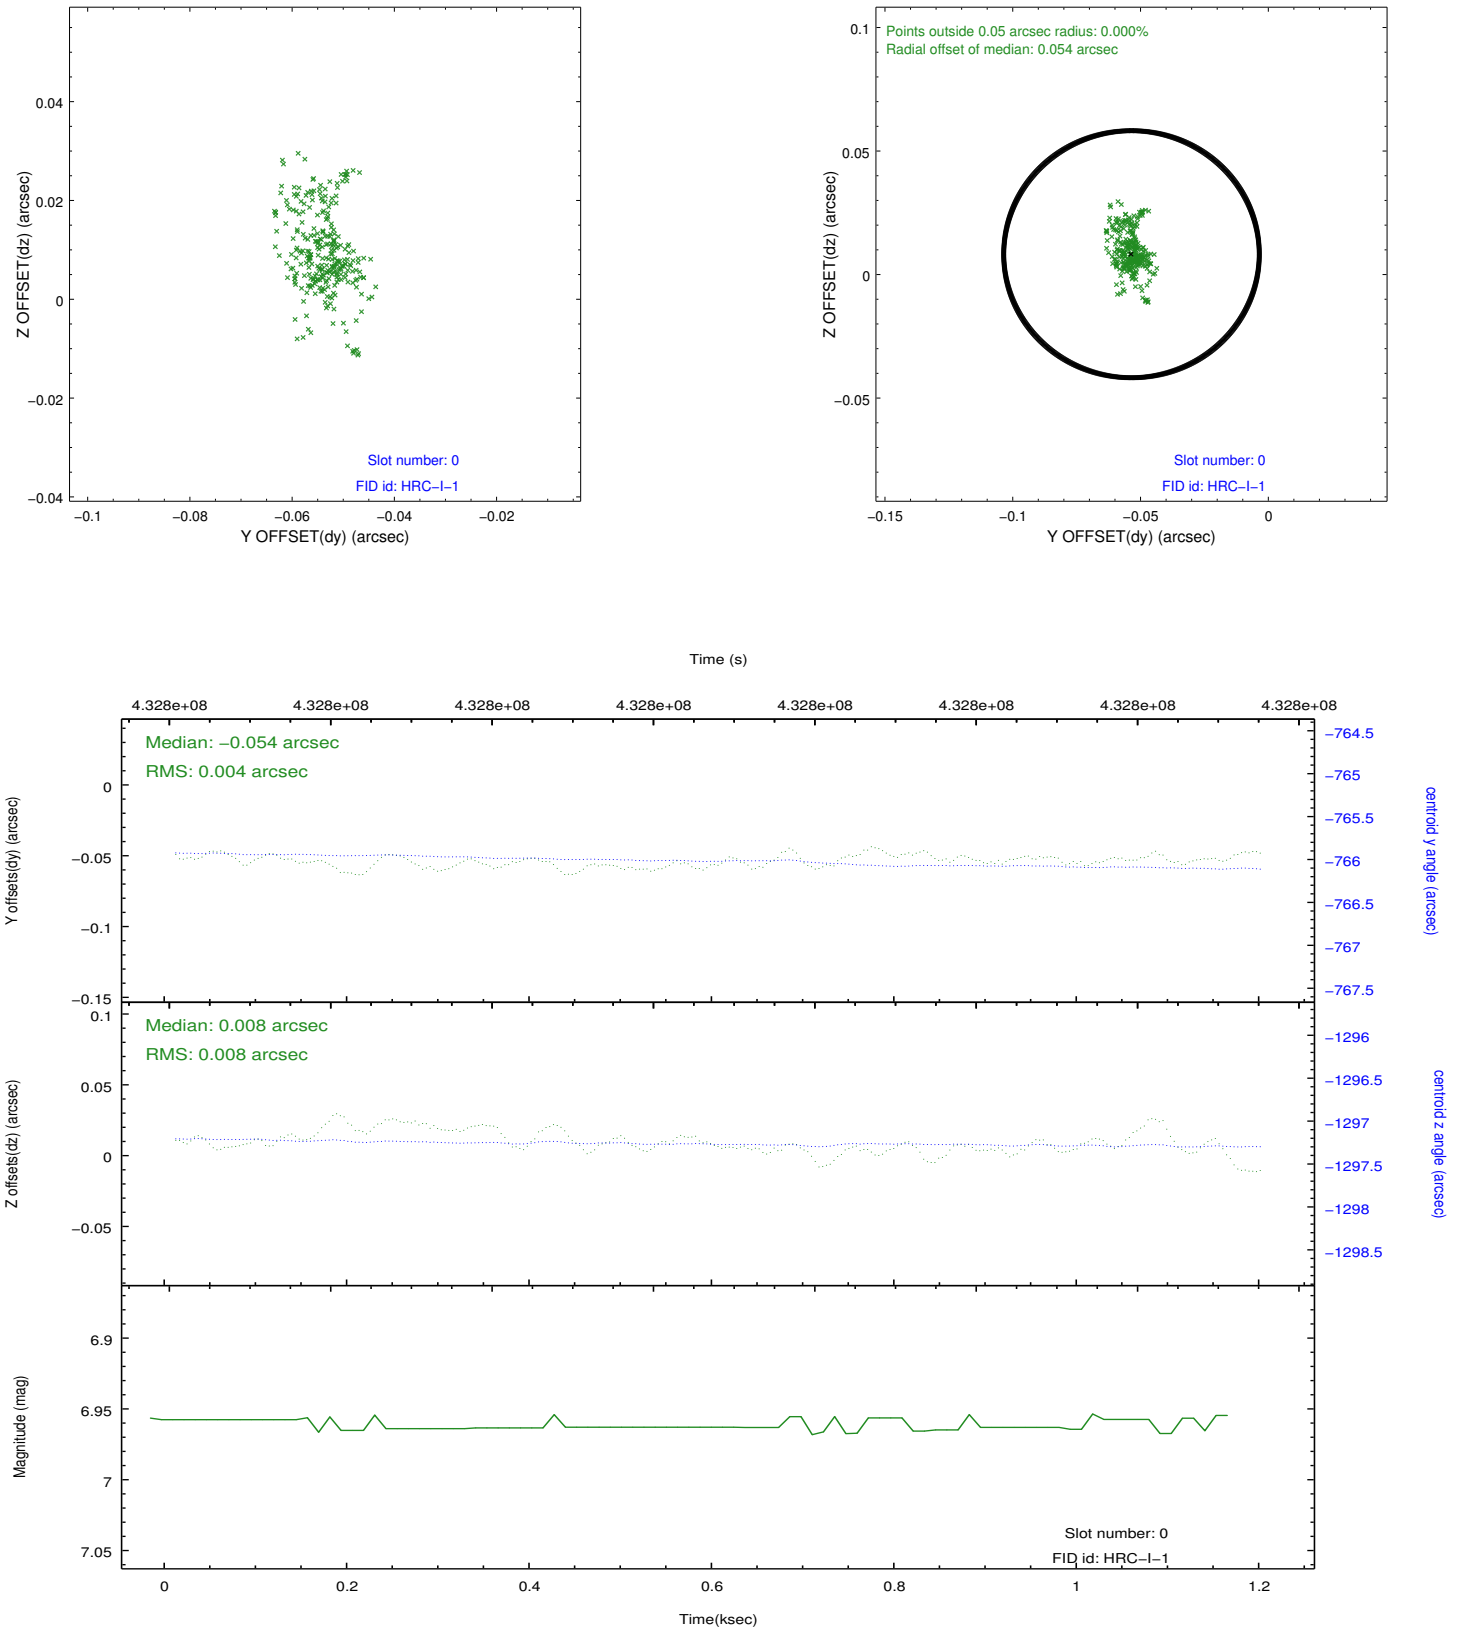 0.04
0.02
0
−0.02
−0.04
Z OFFSET(dz) (arcsec)
Slot number: 0
FID id: HRC−I−1
−0.1
−0.08
−0.06
−0.04
−0.02
Y OFFSET(dy) (arcsec)
Points outside 0.05 arcsec radius: 0.000%
Radial offset of median: 0.054 arcsec
0.1
0.05
0
−0.05
Z OFFSET(dz) (arcsec)
Slot number: 0
FID id: HRC−I−1
−0.15
−0.1
−0.05
0
Y OFFSET(dy) (arcsec)
Time (s)
4.328e+08
4.328e+08
4.328e+08
4.328e+08
4.328e+08
4.328e+08
4.328e+08
4.328e+08
Median: −0.054 arcsec
RMS: 0.004 arcsec
0
−0.05
−0.1
−0.15
Y offsets(dy) (arcsec)
−764.5
−765
−765.5
−766
−766.5
−767
−767.5
centroid y angle (arcsec)
Median: 0.008 arcsec
RMS: 0.008 arcsec
0.1
0.05
0
−0.05
Z offsets(dz) (arcsec)
−1296
−1296.5
−1297
−1297.5
−1298
−1298.5
centroid z angle (arcsec)
6.9
6.95
7
7.05
Magnitude (mag)
Slot number: 0
FID id: HRC−I−1
0
0.2
0.4
0.6
0.8
1
1.2
Time(ksec)